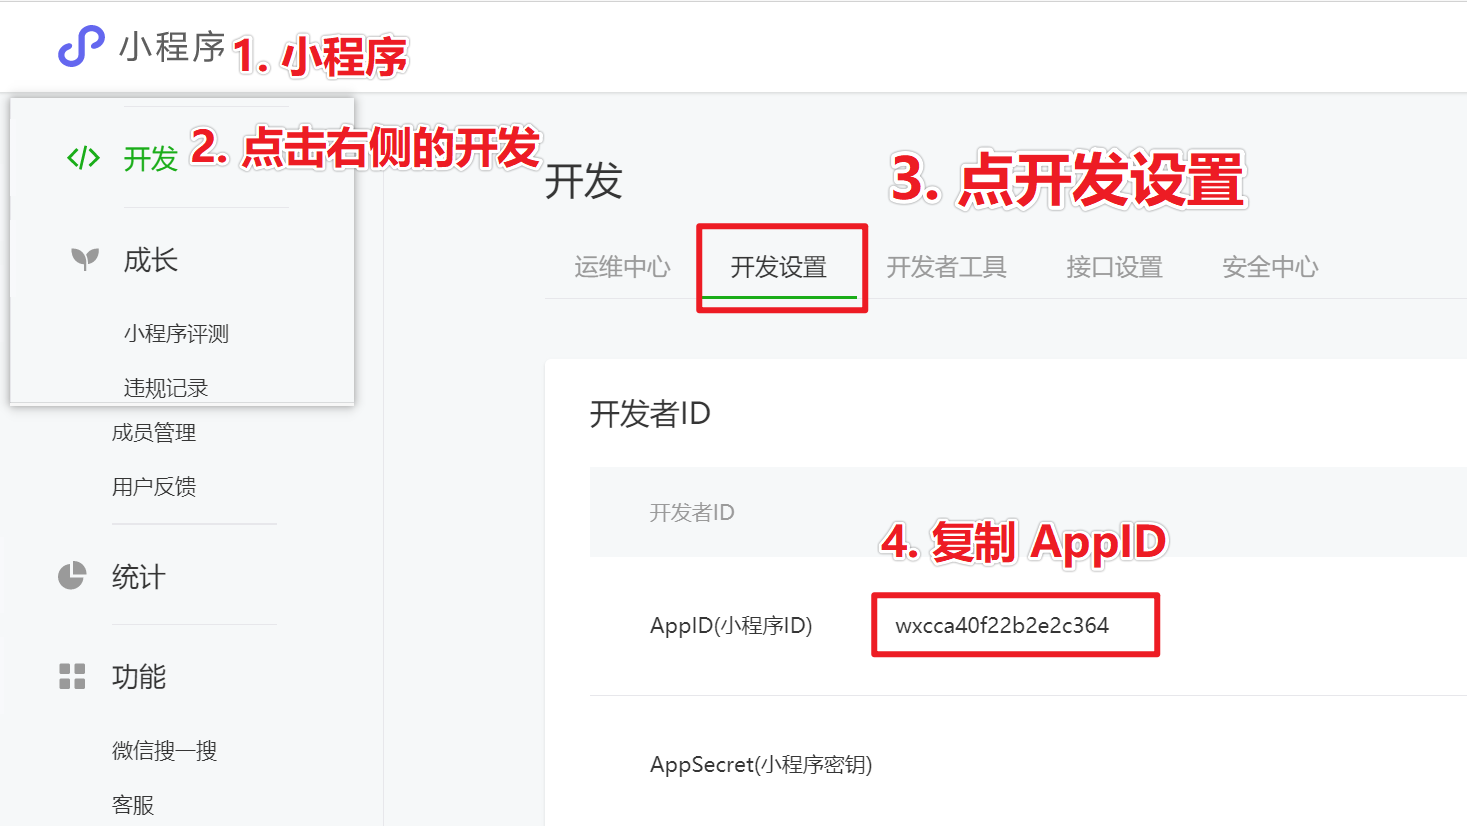 小程序
1. 小程序
开发
2. 点击右侧的开发
成长
小程序评测
违规记录
成员管理
用户反馈
统计
功能
微信搜一搜
客服
开发
3. 点开发设置
运维中心
开发设置
开发者工具
接口设置
安全中心
开发者ID
开发者ID
4. 复制 AppID
AppID(小程序ID)
wxcca40f22b2e2c364
AppSecret(小程序密钥)